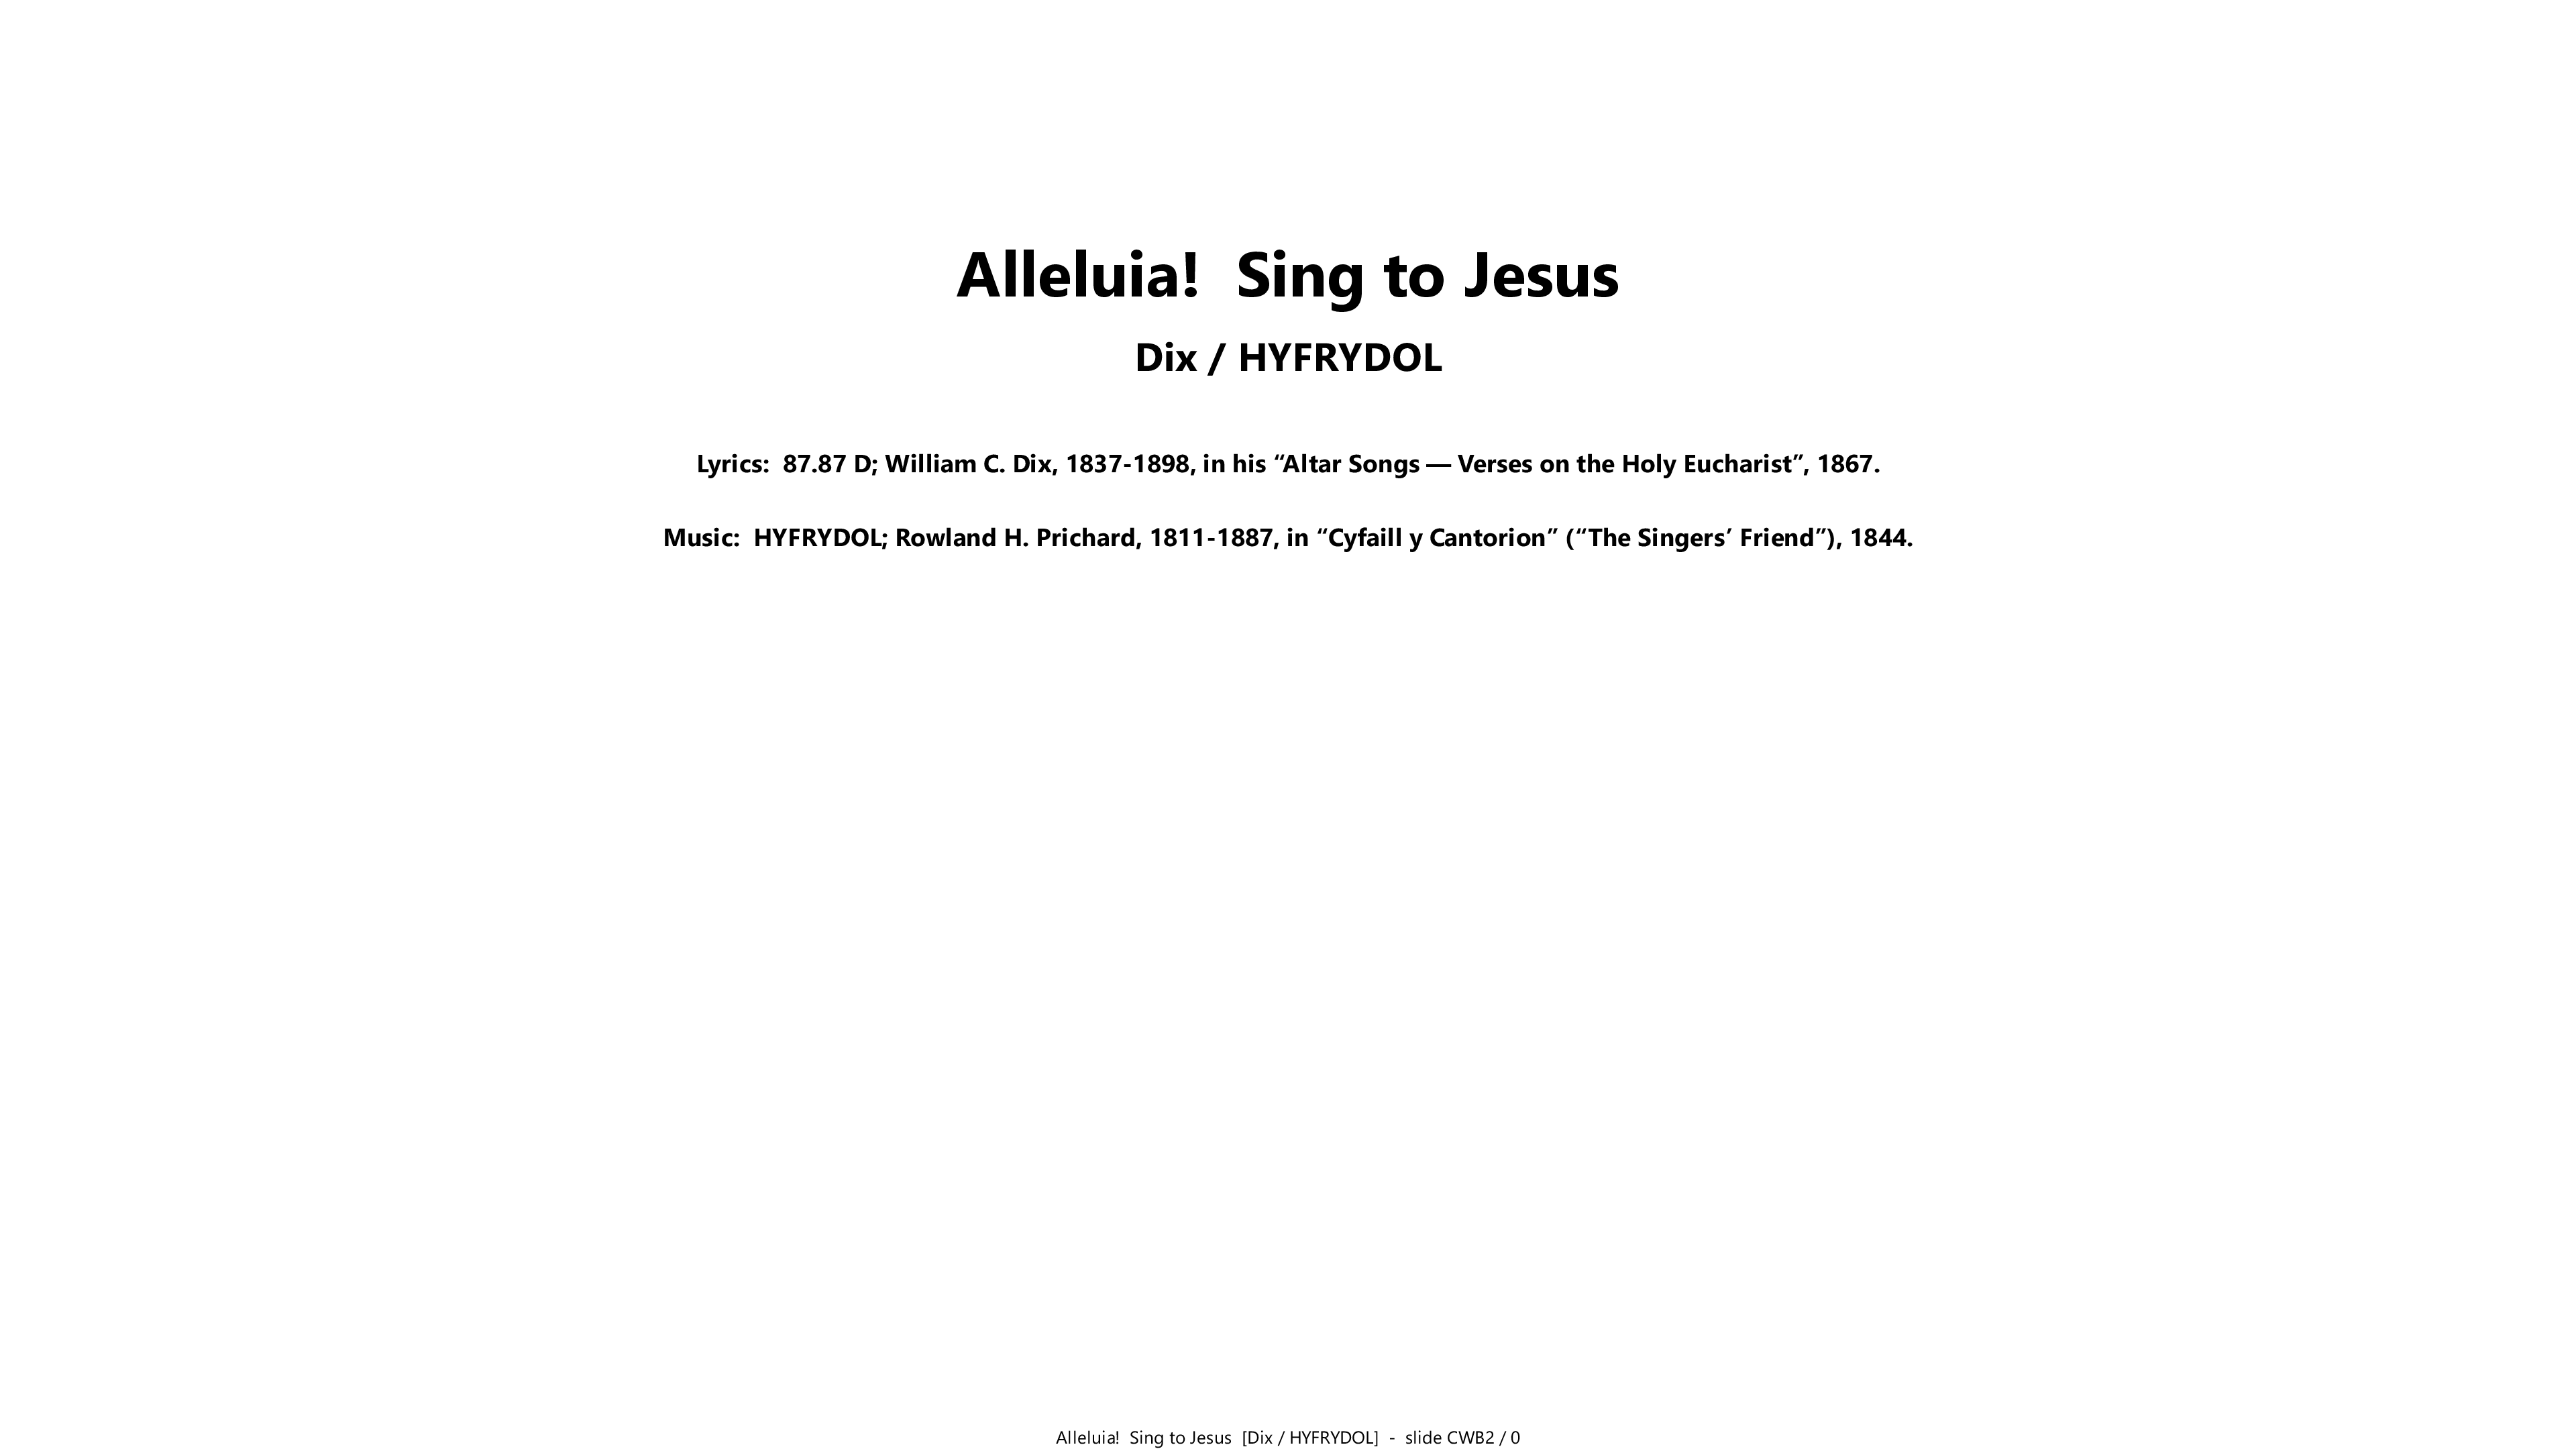 Alleluia!  Sing to Jesus
Dix / HYFRYDOL
Lyrics:  87.87 D; William C. Dix, 1837-1898, in his “Altar Songs — Verses on the Holy Eucharist”, 1867.
Music:  HYFRYDOL; Rowland H. Prichard, 1811-1887, in “Cyfaill y Cantorion” (“The Singers’ Friend”), 1844.
Alleluia!  Sing to Jesus  [Dix / HYFRYDOL]  -  slide CWB2 / 0